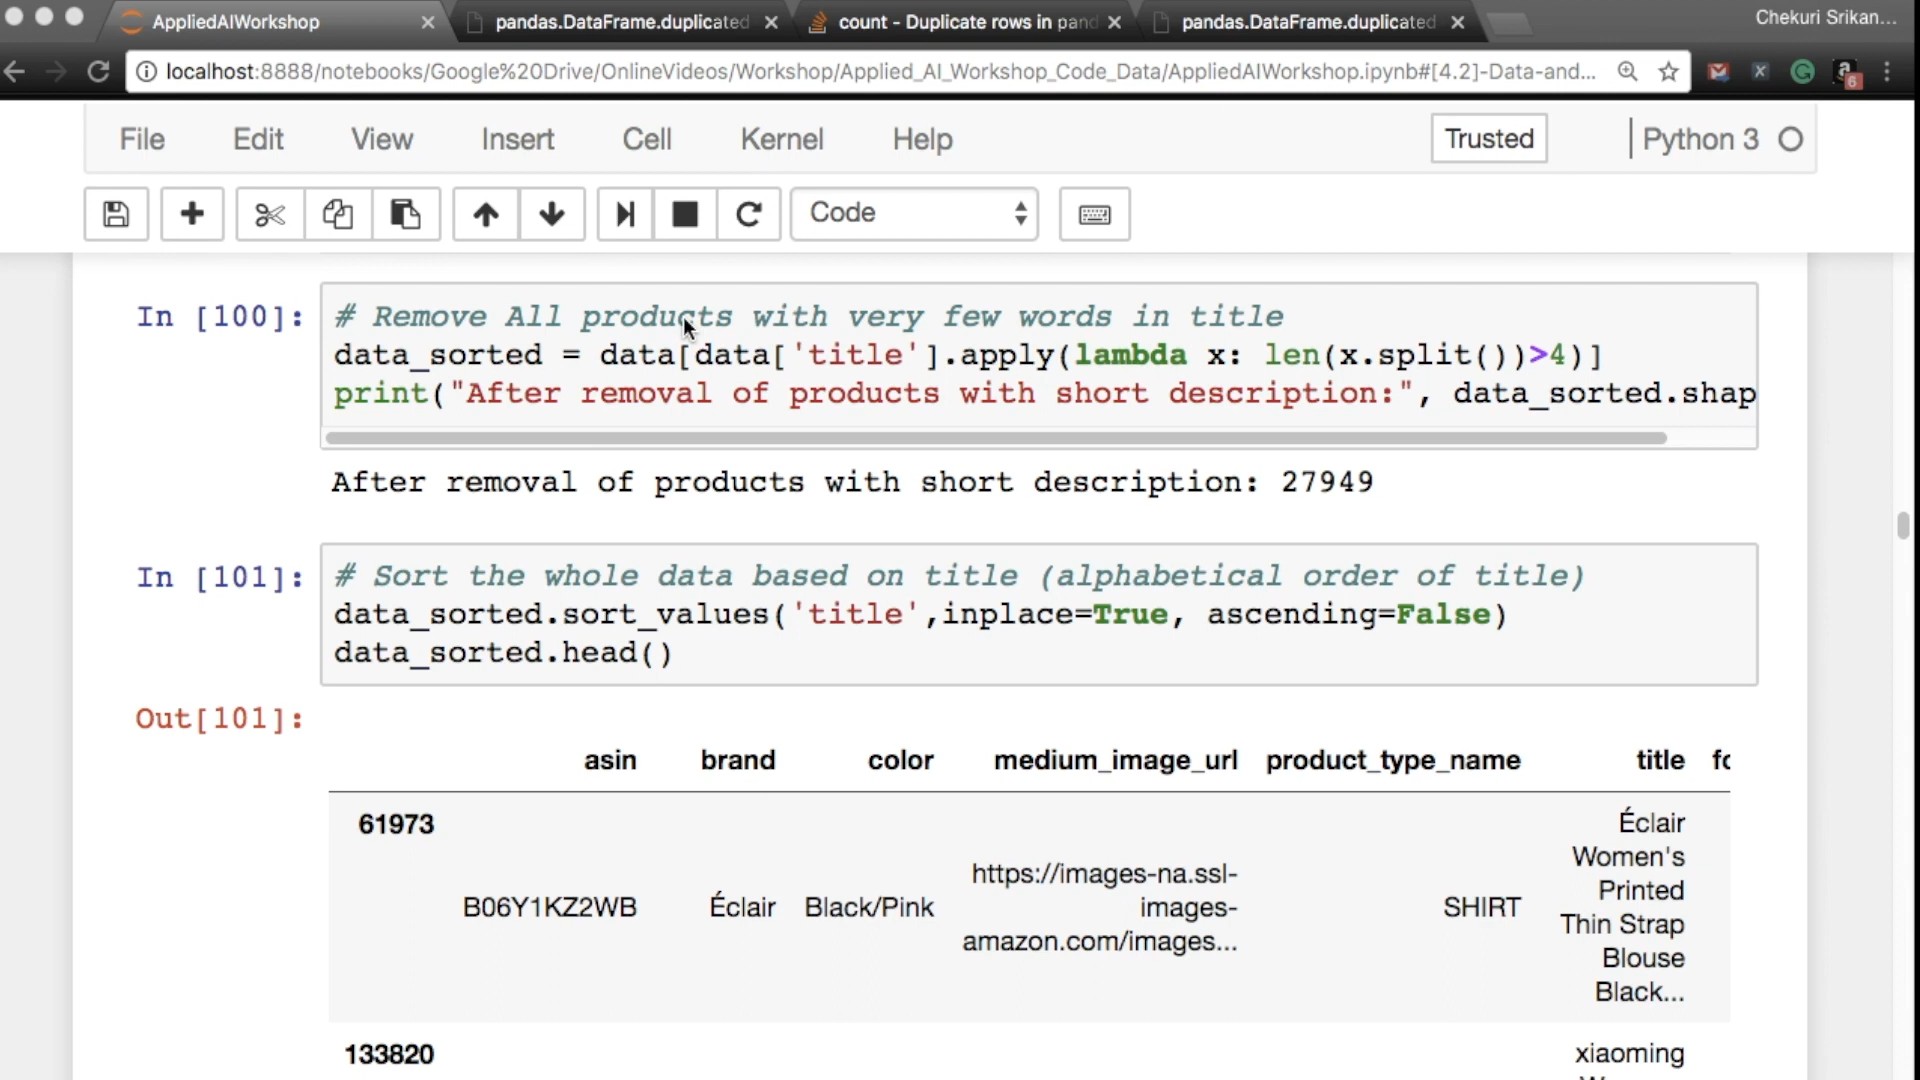 AppliedAIWorkshop
pandas.DataFrame.duplicated
count - Duplicate rows in pand
pandas.DataFrame.duplicated
Chekuri Srikan...
localhost:8888/notebooks/Google%20Drive/OnlineVideos/Workshop/Applied_AI_Workshop_Code_Data/AppliedAIWorkshop.ipynb#[4.2]-Data-and...
6
File Edit View Insert Cell Kernel Help
Trusted
Python 3
Code
In [100]:
# Remove All products with very few words in title
data_sorted = data[data['title'].apply(lambda x: len(x.split())>4)]
print("After removal of products with short description:", data_sorted.shap
After removal of products with short description: 27949
In [101]:
# Sort the whole data based on title (alphabetical order of title)
data_sorted.sort_values('title',inplace=True, ascending=False)
data_sorted.head()
Out[101]:
asin brand color medium_image_url product_type_name title fo
61973
B06Y1KZ2WB
Éclair
Black/Pink
https://images-na.ssl-
images-
amazon.com/images...
SHIRT
Éclair
Women's
Printed
Thin Strap
Blouse
Black...
133820
xiaoming